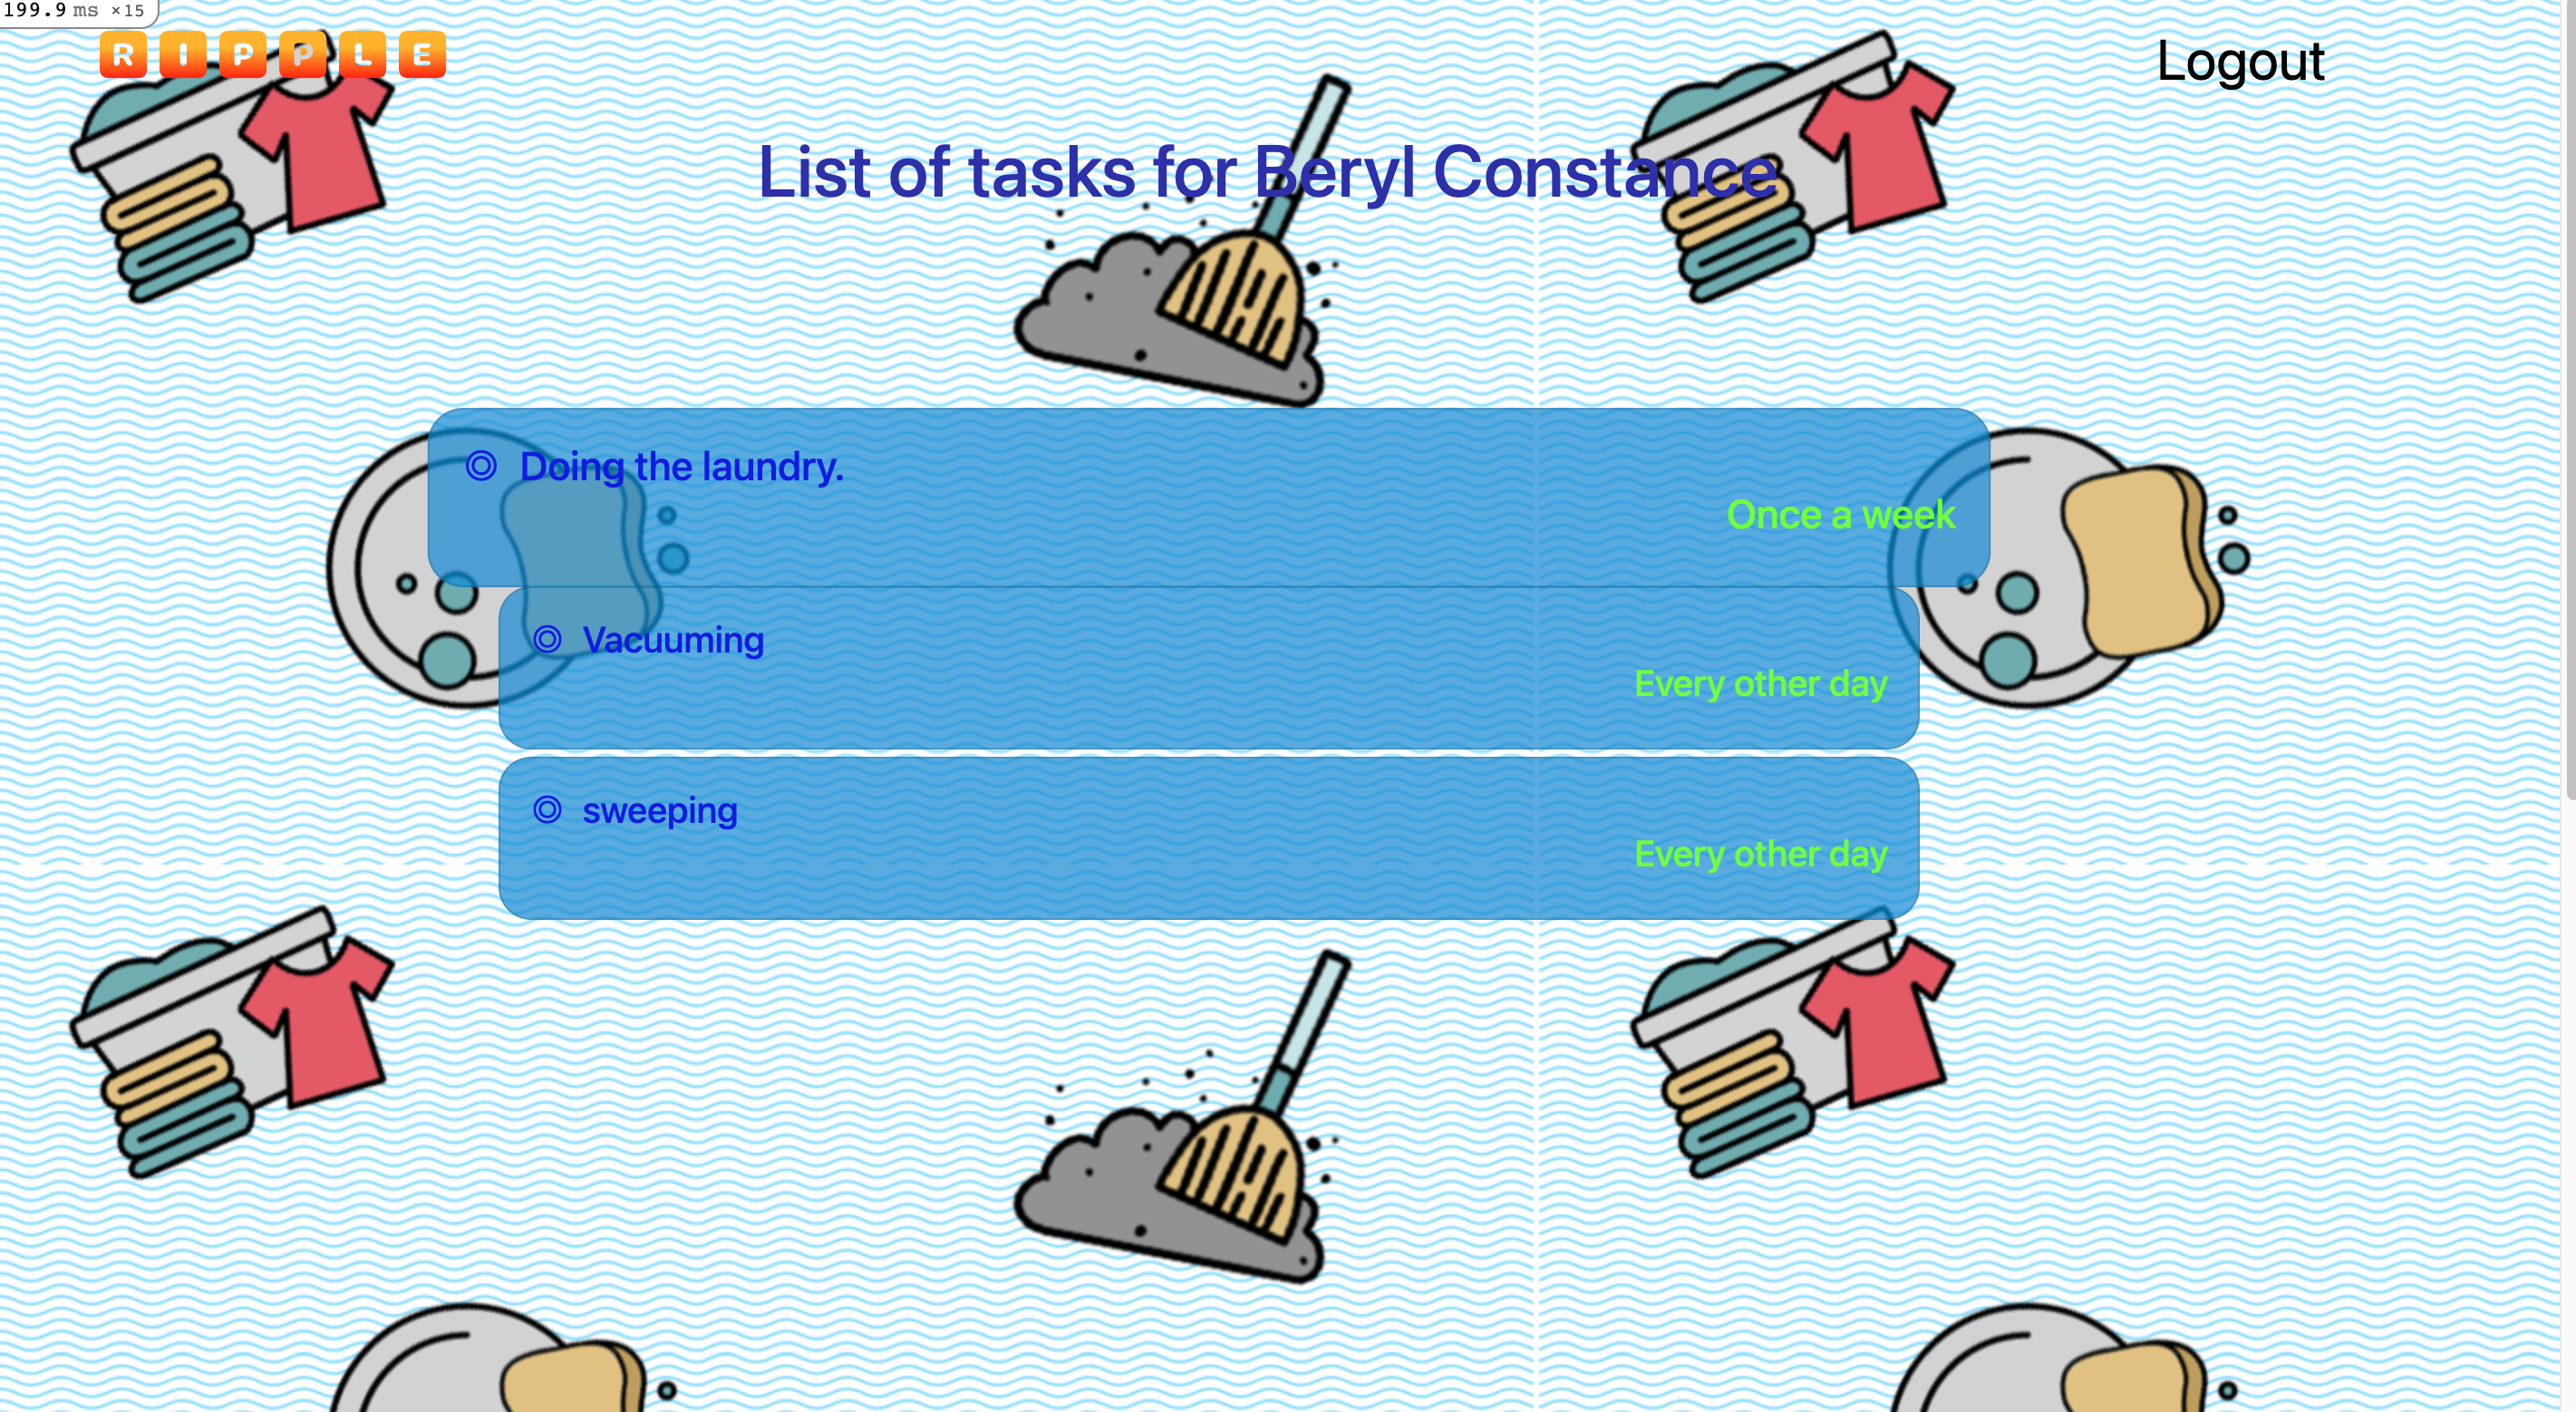 199.9 ms ×15
RIPPLE
Logout
List of tasks for Beryl Constance
Doing the laundry.
Once a week
Vacuuming
Every other day
sweeping
Every other day